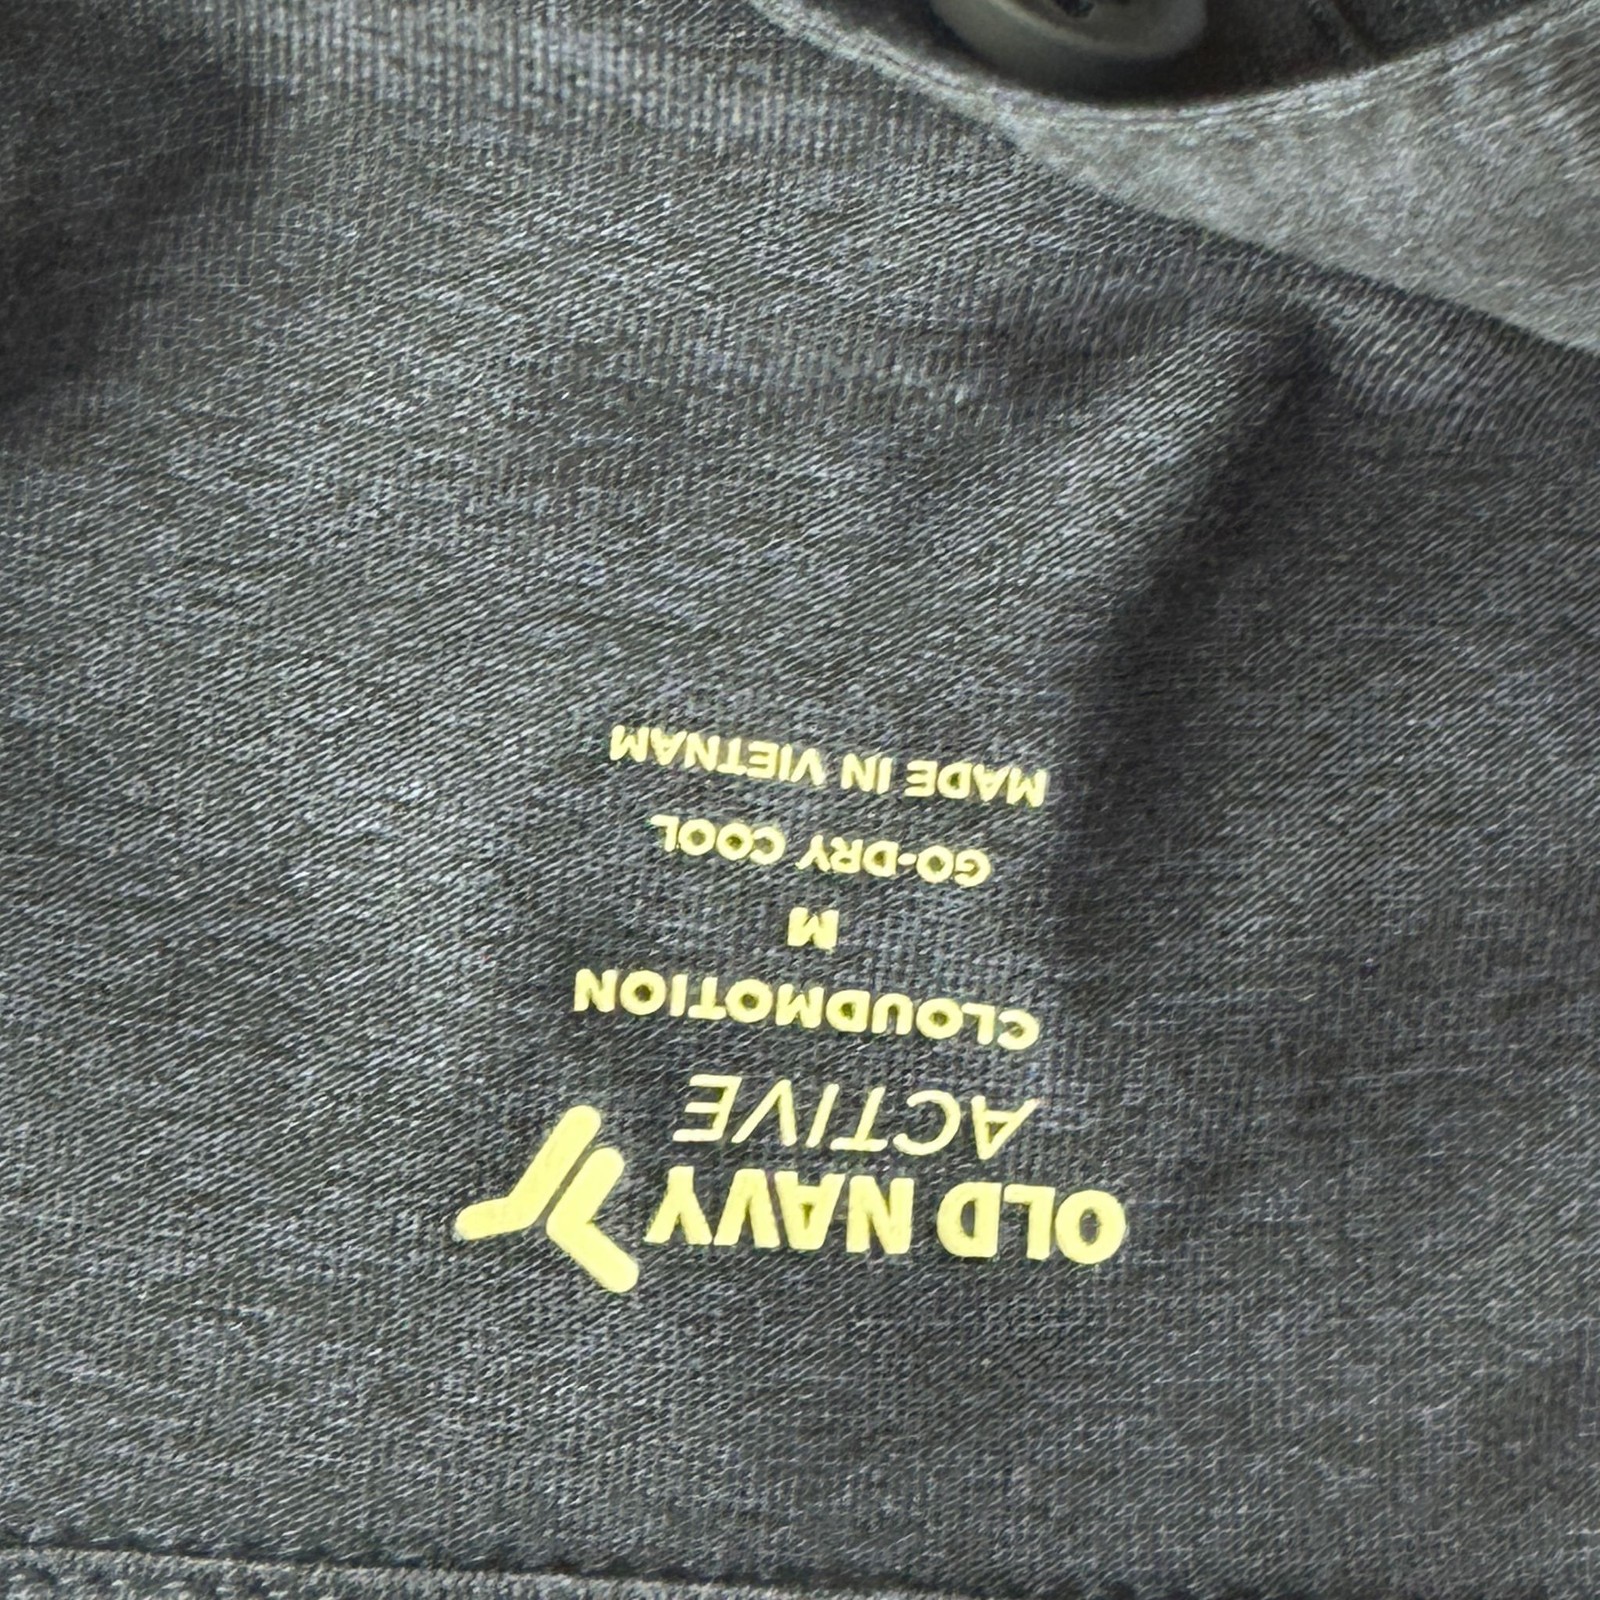 OLD NAVY
ACTIVE
CLOUDMOTION
M
GO-DRY COOL
MADE IN VIETNAM